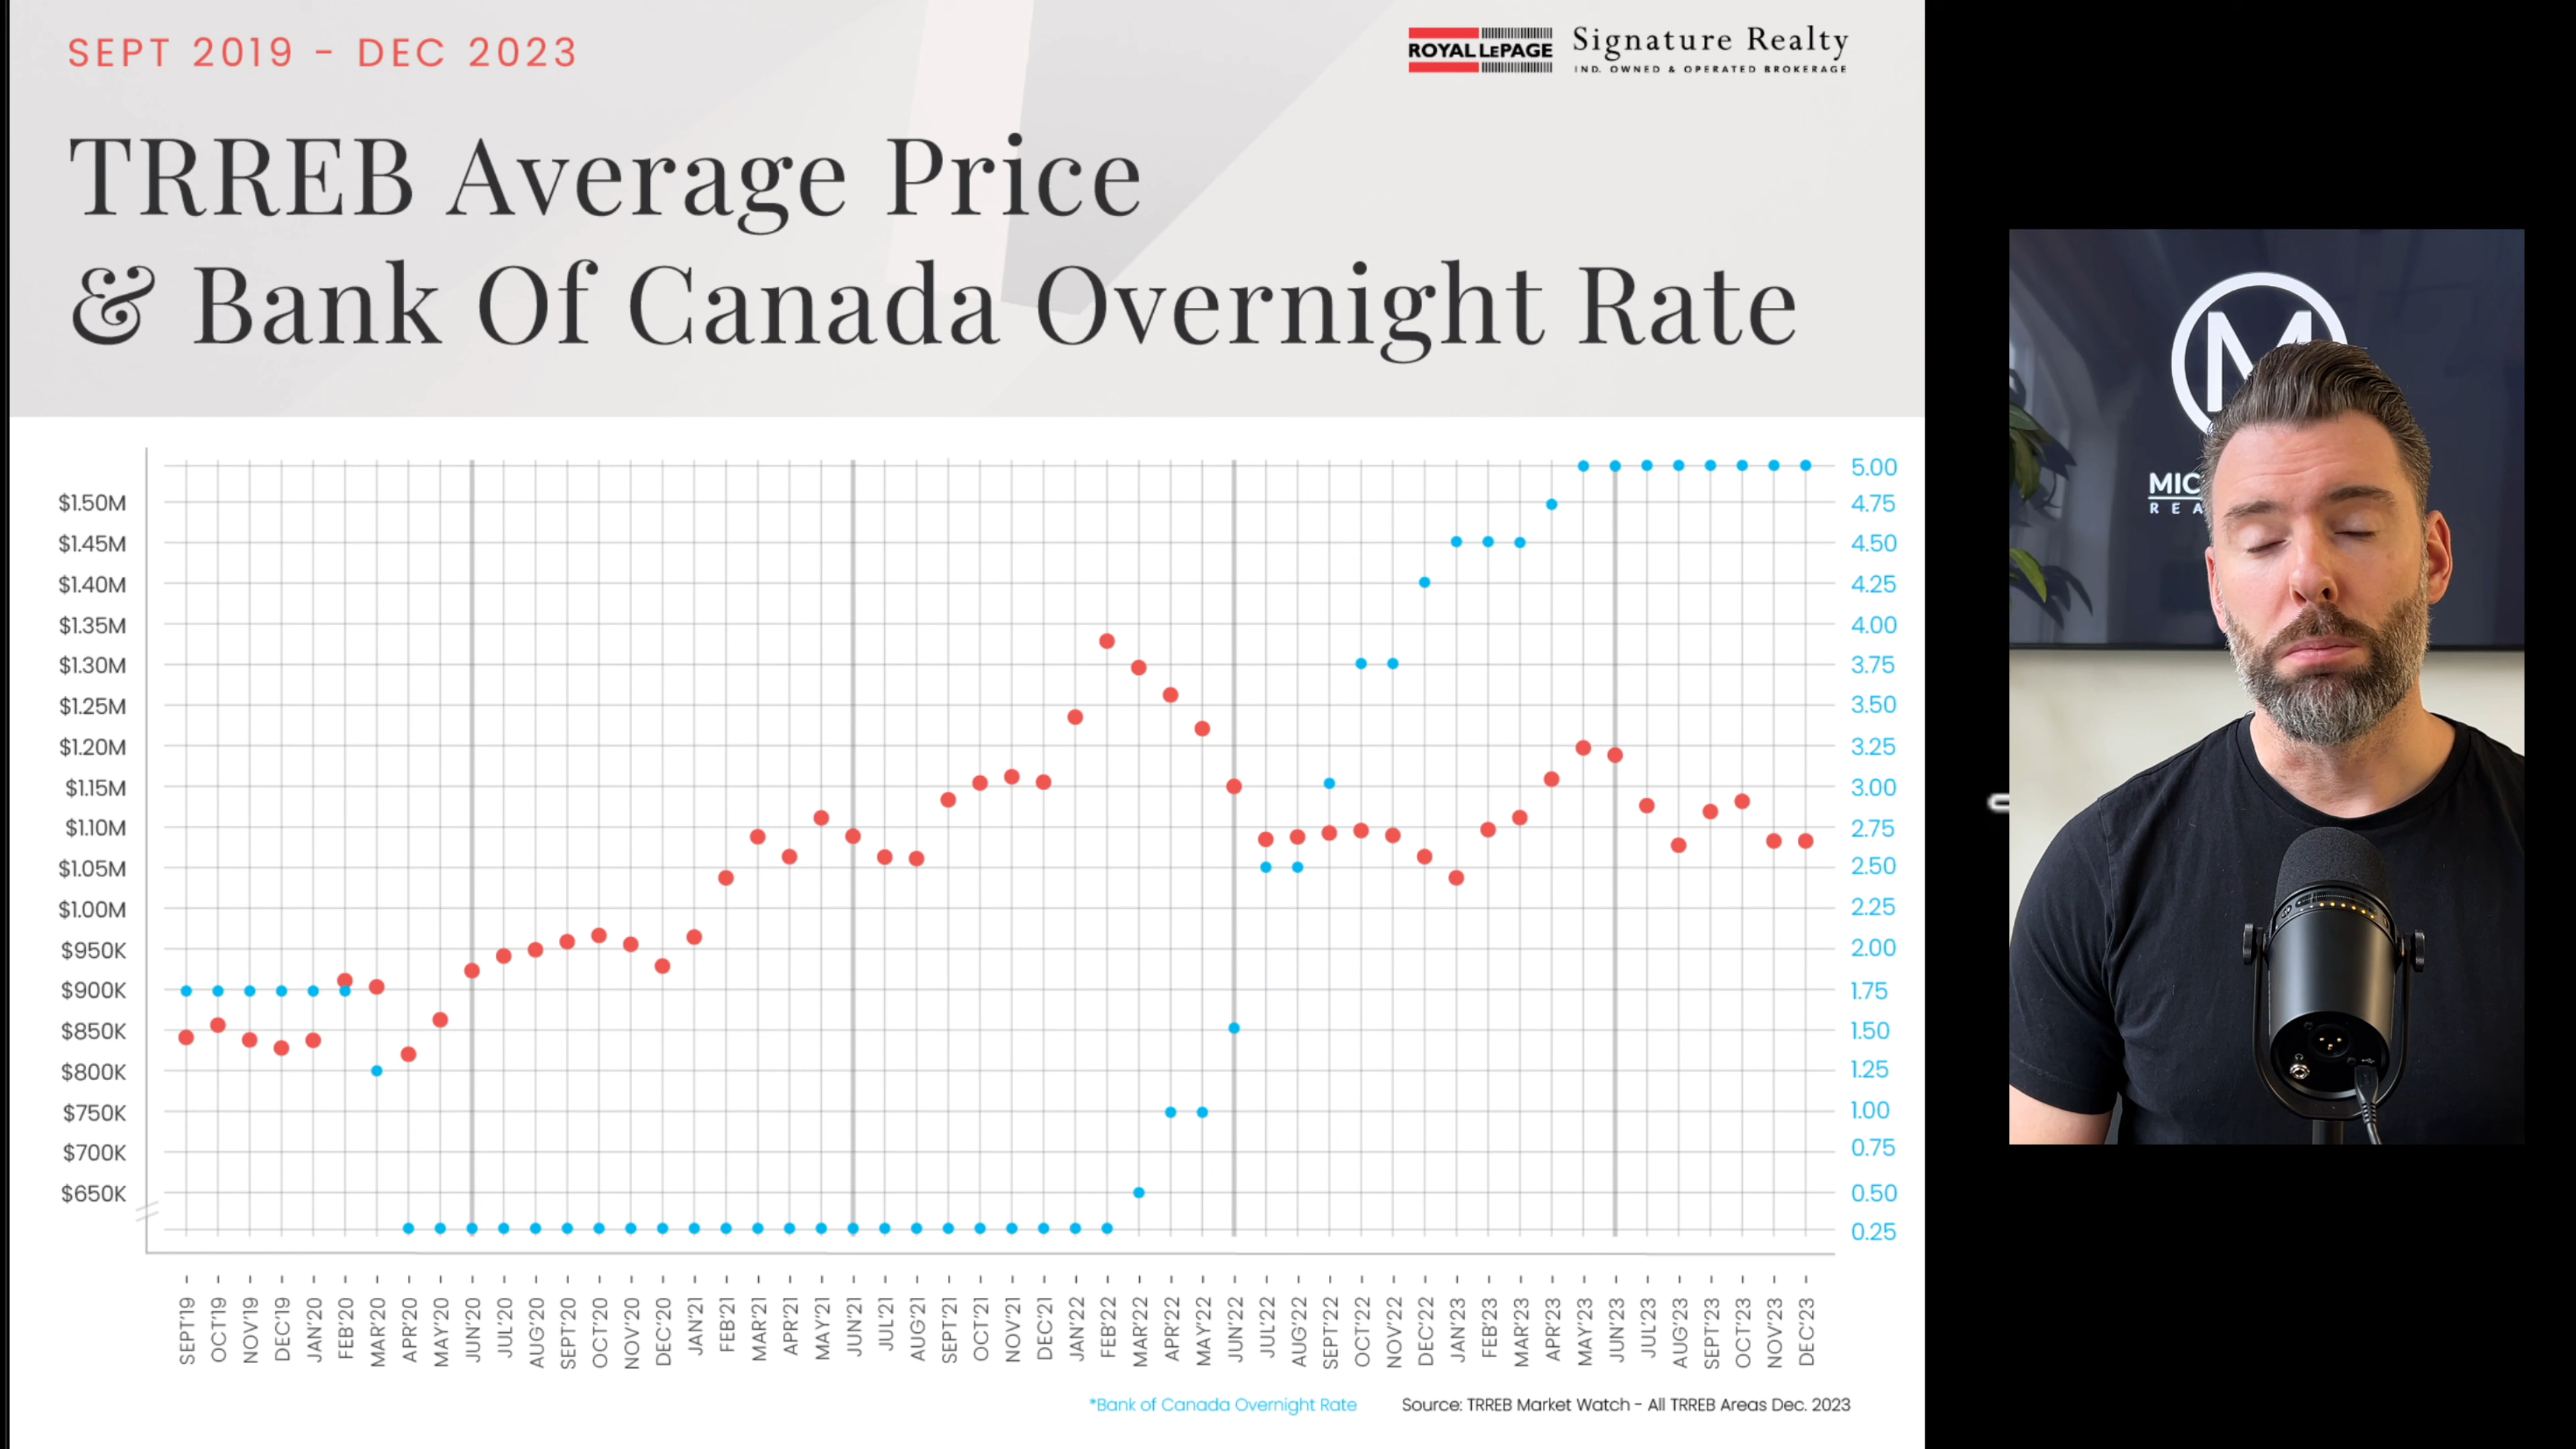 SEPT 2019 - DEC 2023
ROYAL LEPAGE
Signature Realty
IND. OWNED & OPERATED BROKERAGE
TRREB Average Price
& Bank Of Canada Overnight Rate
$1.50M
$1.45M
$1.40M
$1.35M
$1.30M
$1.25M
$1.20M
$1.15M
$1.10M
$1.05M
$1.00M
$950K
$900K
$850K
$800K
$750K
$700K
$650K
5.00
4.75
4.50
4.25
4.00
3.75
3.50
3.25
3.00
2.75
2.50
2.25
2.00
1.75
1.50
1.25
1.00
0.75
0.50
0.25
SEPT'19
OCT'19
NOV'19
DEC'19
JAN'20
FEB'20
MAR'20
APR'20
MAY'20
JUN'20
JUL'20
AUG'20
SEPT'20
OCT'20
NOV'20
DEC'20
JAN'21
FEB'21
MAR'21
APR'21
MAY'21
JUN'21
JUL'21
AUG'21
SEPT'21
OCT'21
NOV'21
DEC'21
JAN'22
FEB'22
MAR'22
APR'22
MAY'22
JUN'22
JUL'22
AUG'22
SEPT'22
OCT'22
NOV'22
DEC'22
JAN'23
FEB'23
MAR'23
APR'23
MAY'23
JUN'23
JUL'23
AUG'23
SEPT'23
OCT'23
NOV'23
DEC'23
*Bank of Canada Overnight Rate
Source: TRREB Market Watch - All TRREB Areas Dec. 2023
M
MIC
REA